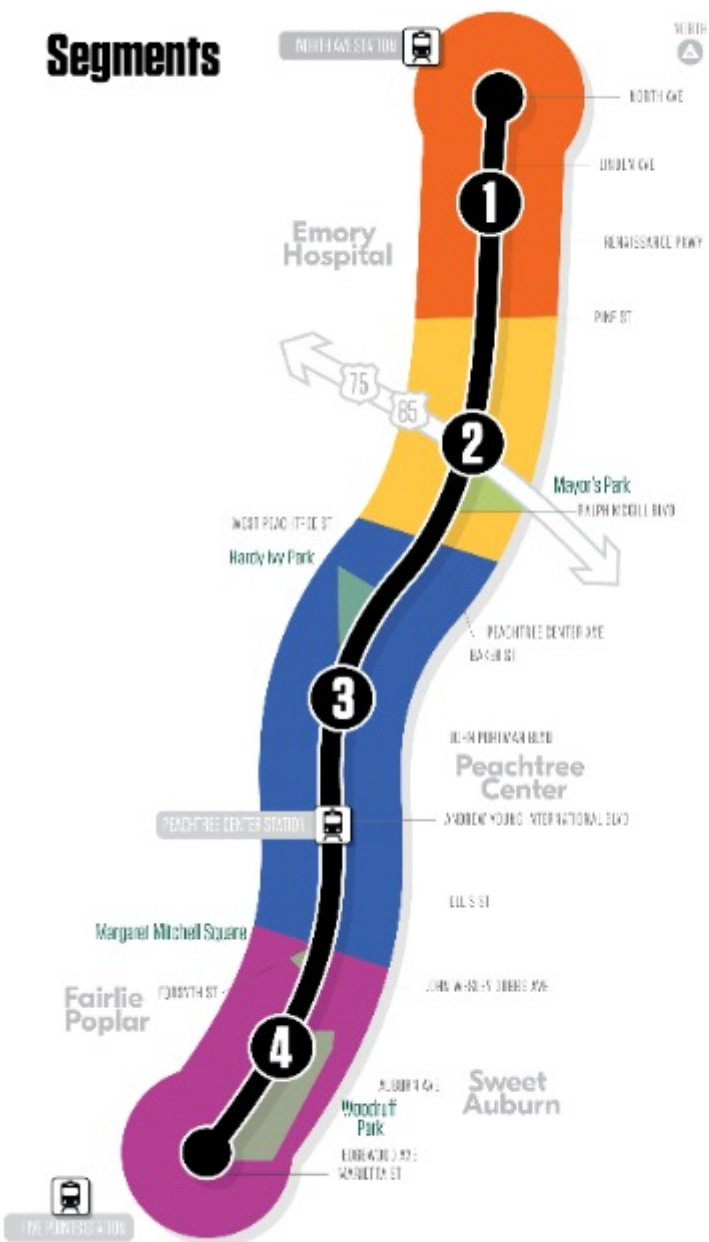 Segments
NORTH AVE STATION
NORTH
NORTH AVE
LINDEN AVE
1
RENAISSANCE PKWY
Emory
Hospital
PINE ST
75
85
2
Mayor's Park
RALPH MCGILL BLVD
WEST PEACHTREE ST
Hardy Ivy Park
PEACHTREE CENTER AVE
BAKER ST
3
JOHN PORTMAN BLVD
Peachtree
Center
PEACHTREE CENTER STATION
ANDREW YOUNG INTERNATIONAL BLVD
ELLIS ST
Margaret Mitchell Square
FORSYTH ST
JOHN WESLEY DOBBS AVE
Fairlie
Poplar
4
AUBURN AVE
Sweet
Auburn
Woodruff
Park
EDGEWOOD AVE
MARIETTA ST
FIVE POINTS STATION